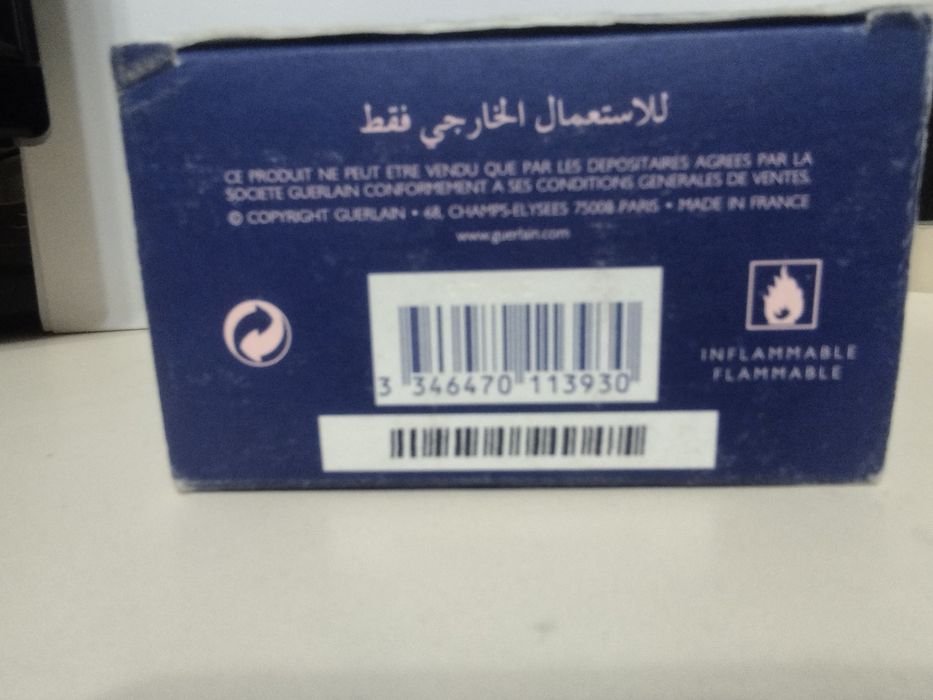 للاستعمال الخارجي فقط
CE PRODUIT NE PEUT ETRE VENDU QUE PAR LES DEPOSITAIRES AGREES PAR LA
SOCIETE GUERLAIN CONFORMEMENT A SES CONDITIONS GENERALES DE VENTES.
© COPYRIGHT GUERLAIN • 68, CHAMPS-ELYSEES 75008 PARIS • MADE IN FRANCE
www.guerlain.com
3 346470 113930
INFLAMMABLE
FLAMMABLE